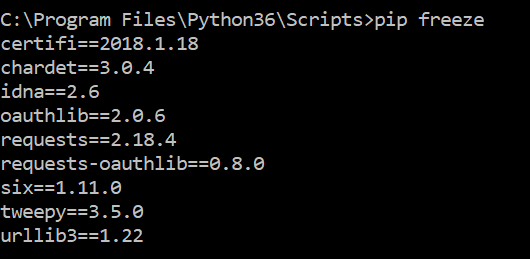 C:\Program Files\Python36\Scripts>pip freeze
certifi==2018.1.18
chardet==3.0.4
idna==2.6
oauthlib==2.0.6
requests==2.18.4
requests-oauthlib==0.8.0
six==1.11.0
tweepy==3.5.0
urllib3==1.22